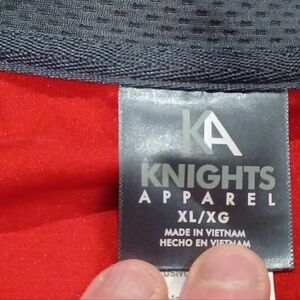 KA
KNIGHTS
APPAREL
XL/XG
MADE IN VIETNAM
HECHO EN VIETNAM